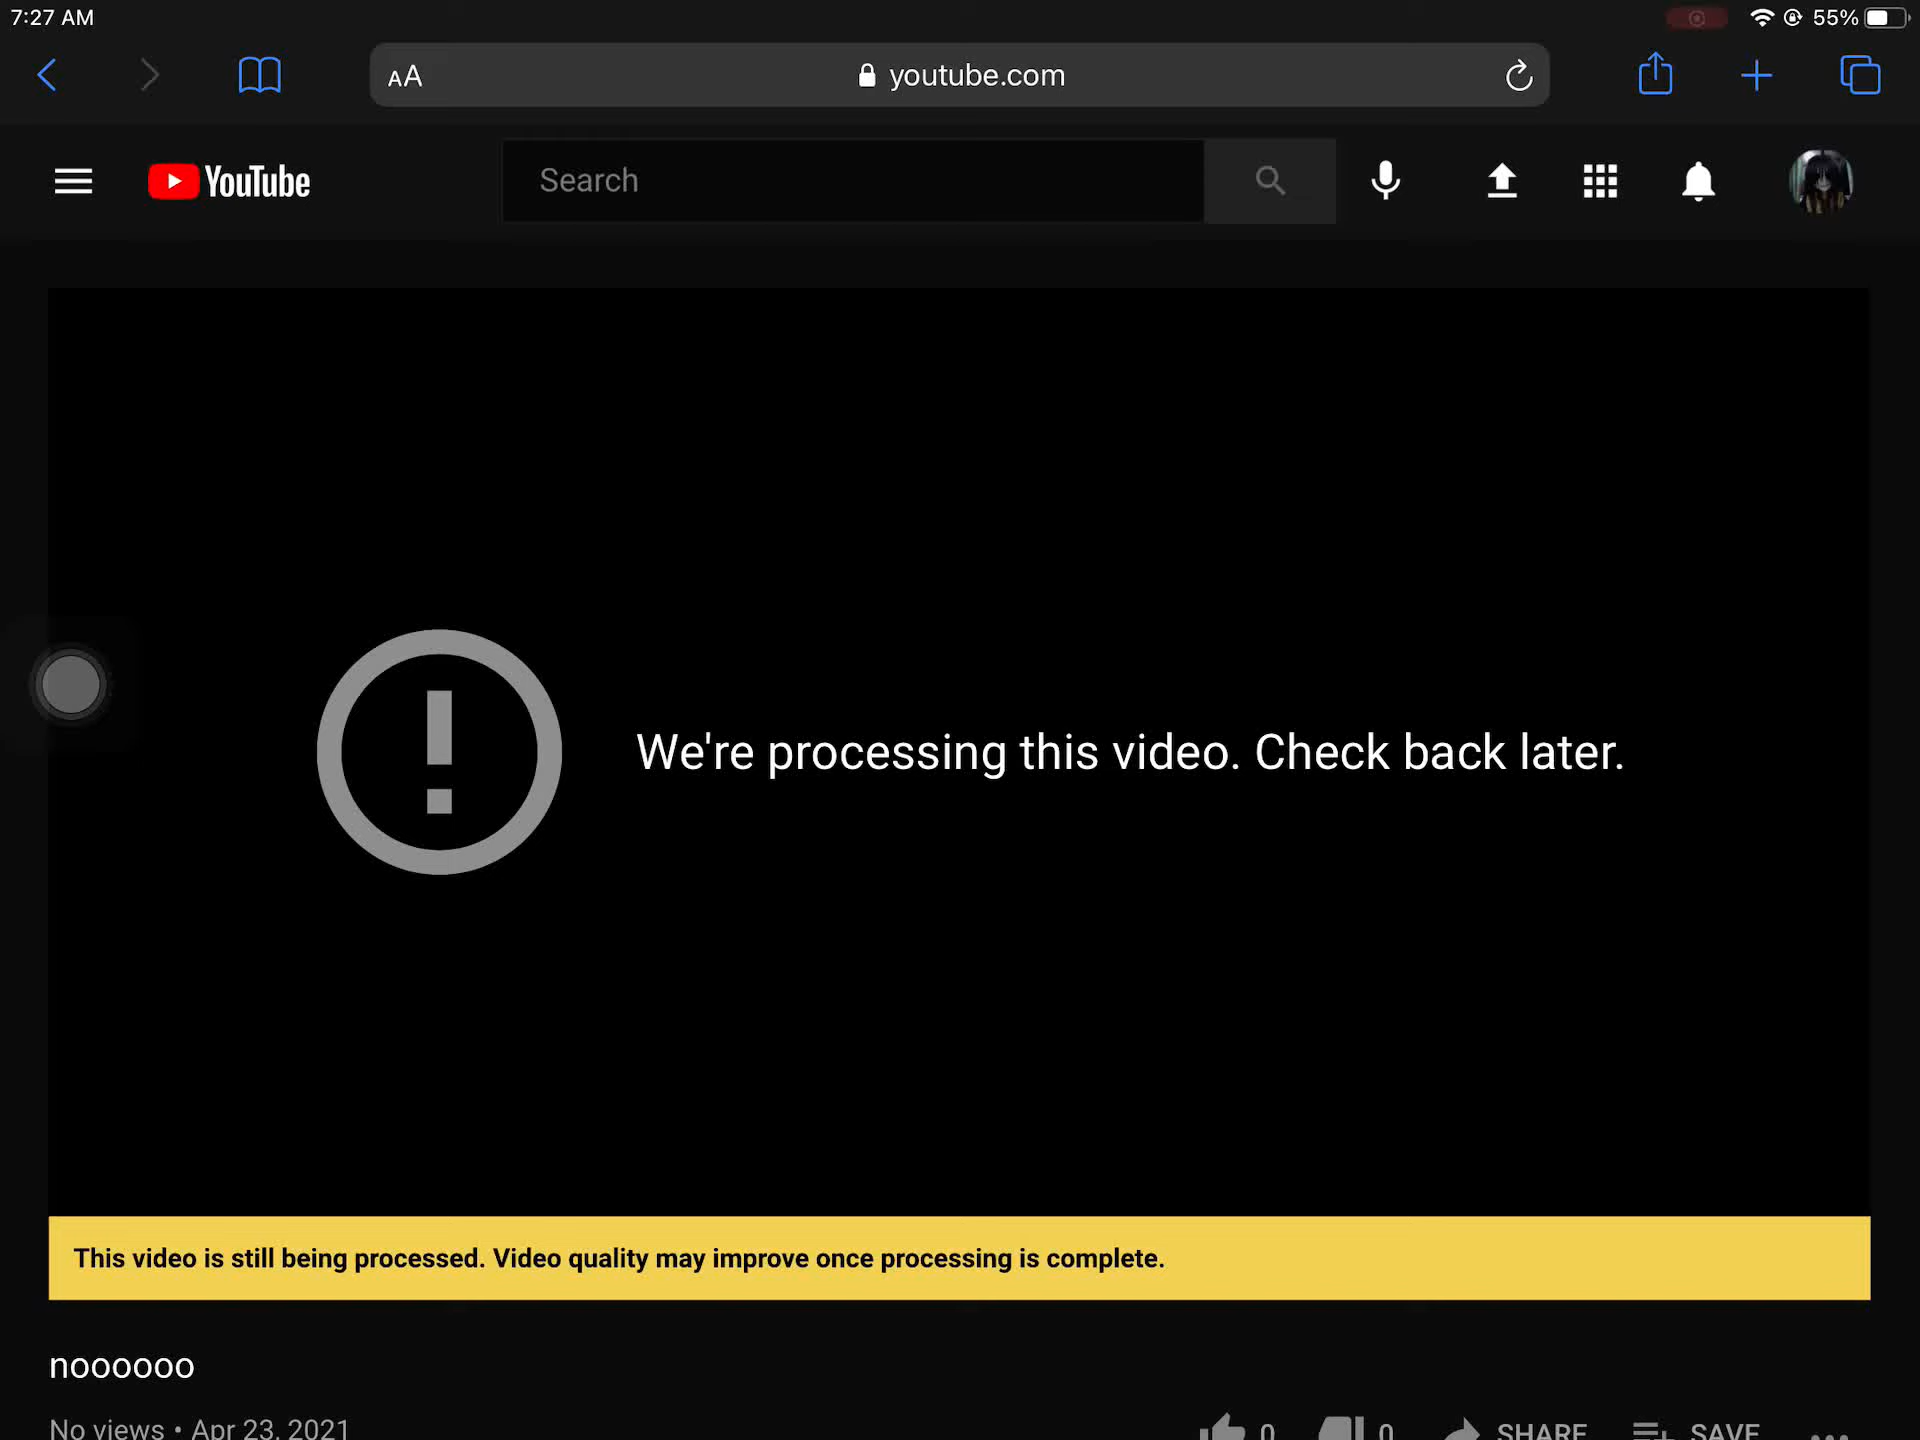 7:27 AM
55%
AA
youtube.com
YouTube
Search
We're processing this video. Check back later.
This video is still being processed. Video quality may improve once processing is complete.
noooooo
No views • Apr 23, 2021
0
0
SHARE
SAVE